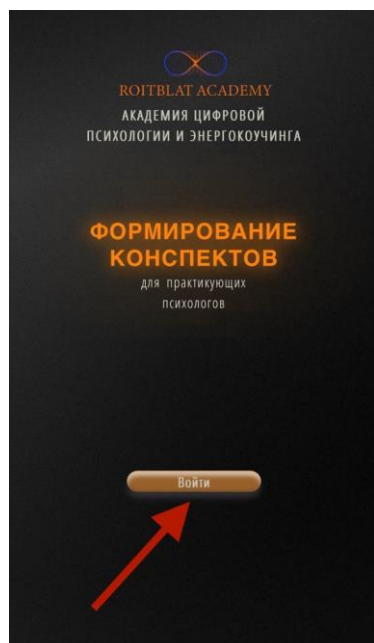 ROITBLAT ACADEMY
АКАДЕМИЯ ЦИФРОВОЙ
ПСИХОЛОГИИ И ЭНЕРГОКОУЧИНГА
ФОРМИРОВАНИЕ
КОНСПЕКТОВ
для практикующих
психологов
Войти